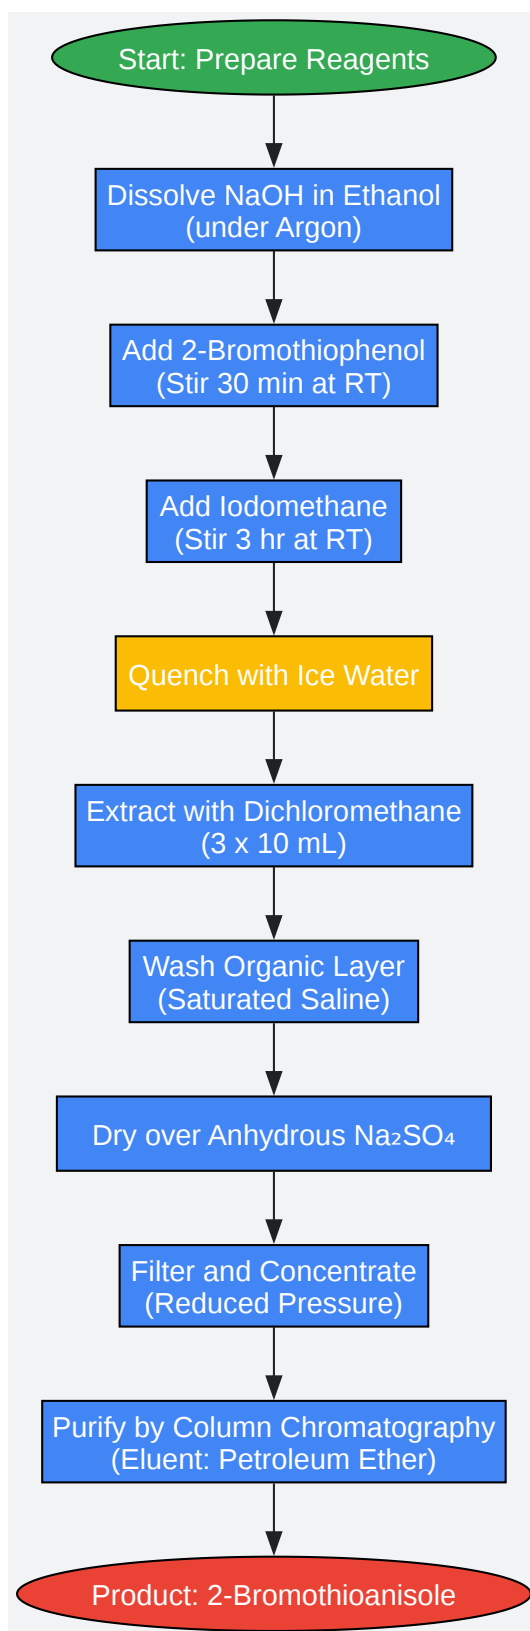 Start: Prepare Reagents
Dissolve NaOH in Ethanol
(under Argon)
Add 2-Bromothiophenol
(Stir 30 min at RT)
Add Iodomethane
(Stir 3 hr at RT)
Quench with Ice Water
Extract with Dichloromethane
(3 x 10 mL)
Wash Organic Layer
(Saturated Saline)
Dry over Anhydrous Na₂SO₄
Filter and Concentrate
(Reduced Pressure)
Purify by Column Chromatography
(Eluent: Petroleum Ether)
Product: 2-Bromothioanisole